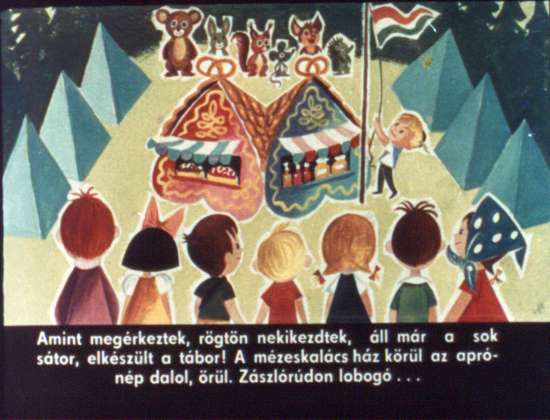 Amint megérkeztek, rögtön nekikezdtek, áll már a sok
sátor, elkészült a tábor! A mézeskalács ház körül az apró-
nép dalol, örül. Zászlórúdon lobogó . . .